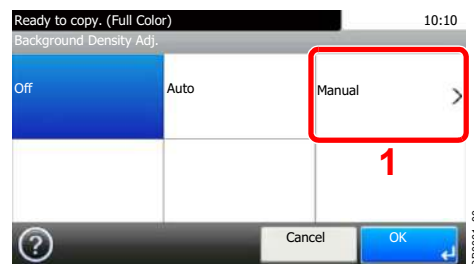 Ready to copy. (Full Color) 10:10
Background Density Adj.
Off Auto Manual
1
? Cancel OK